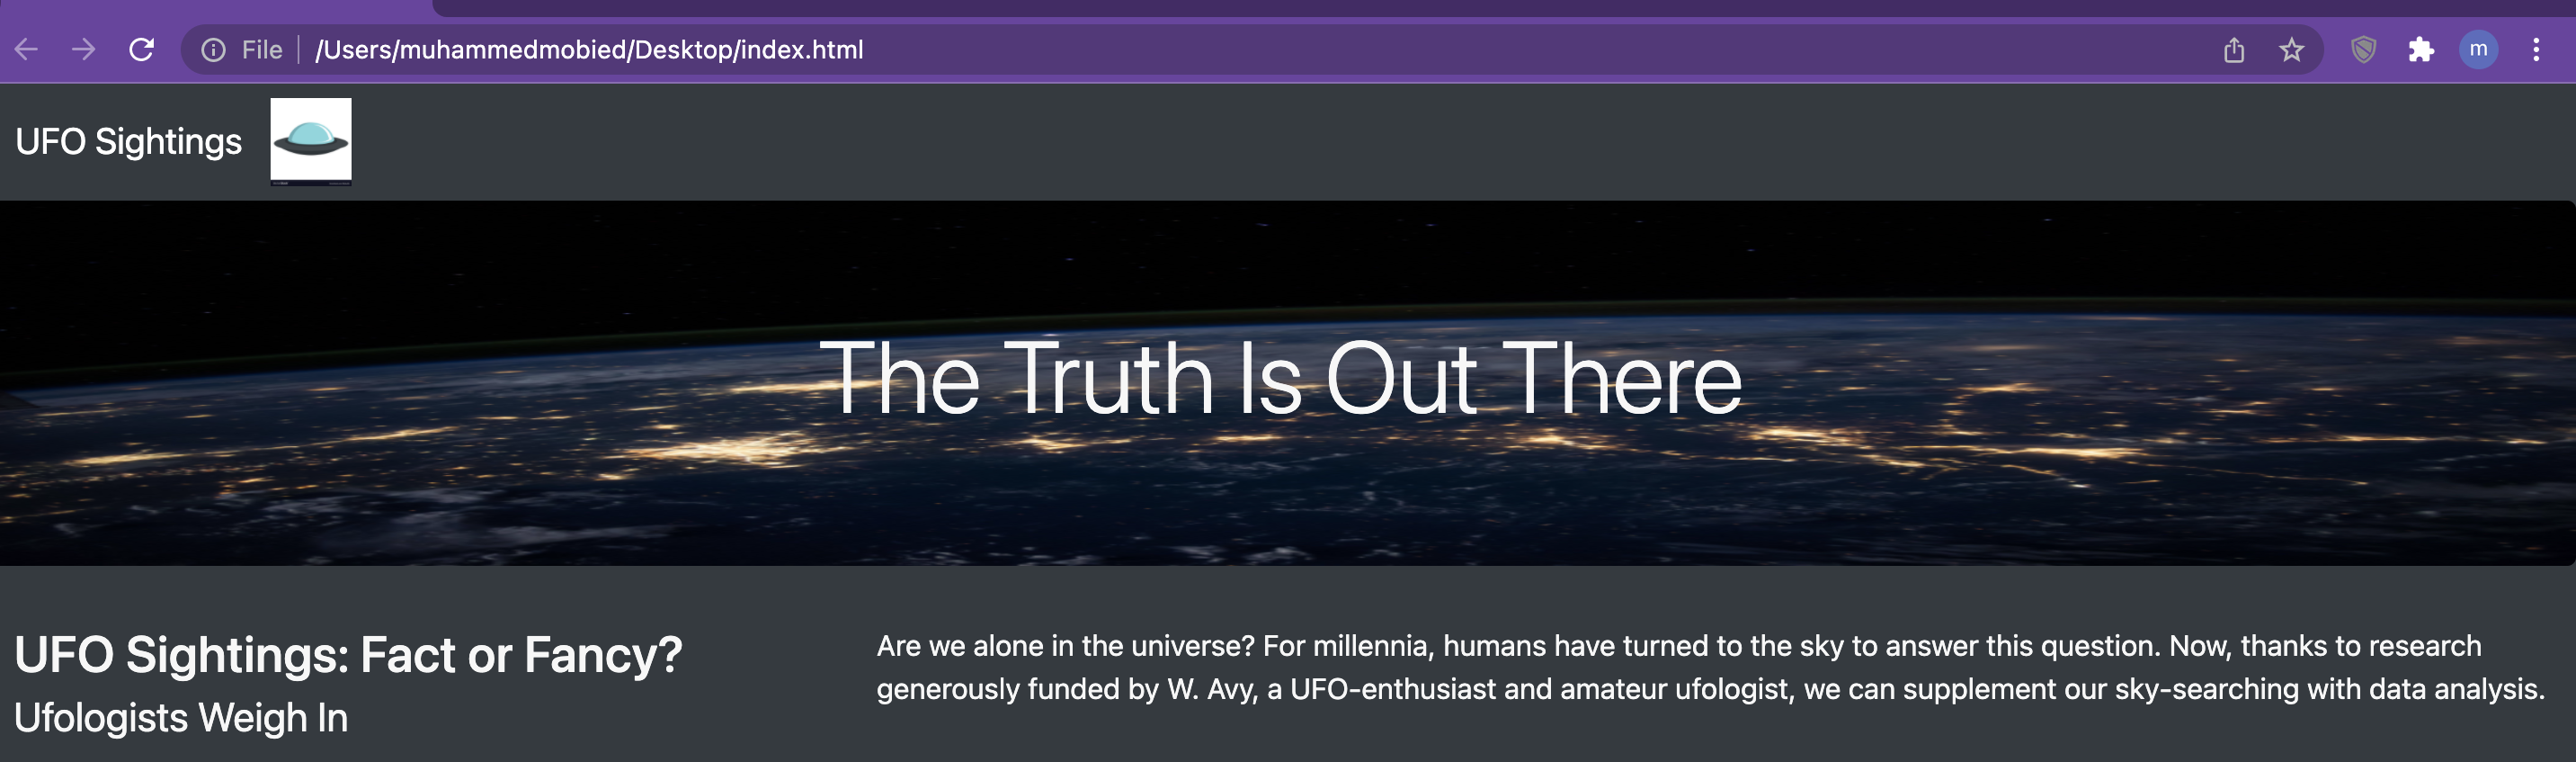 File
/Users/muhammedmobied/Desktop/index.html
m
UFO Sightings
The Truth Is Out There
UFO Sightings: Fact or Fancy?
Ufologists Weigh In
Are we alone in the universe? For millennia, humans have turned to the sky to answer this question. Now, thanks to research
generously funded by W. Avy, a UFO-enthusiast and amateur ufologist, we can supplement our sky-searching with data analysis.